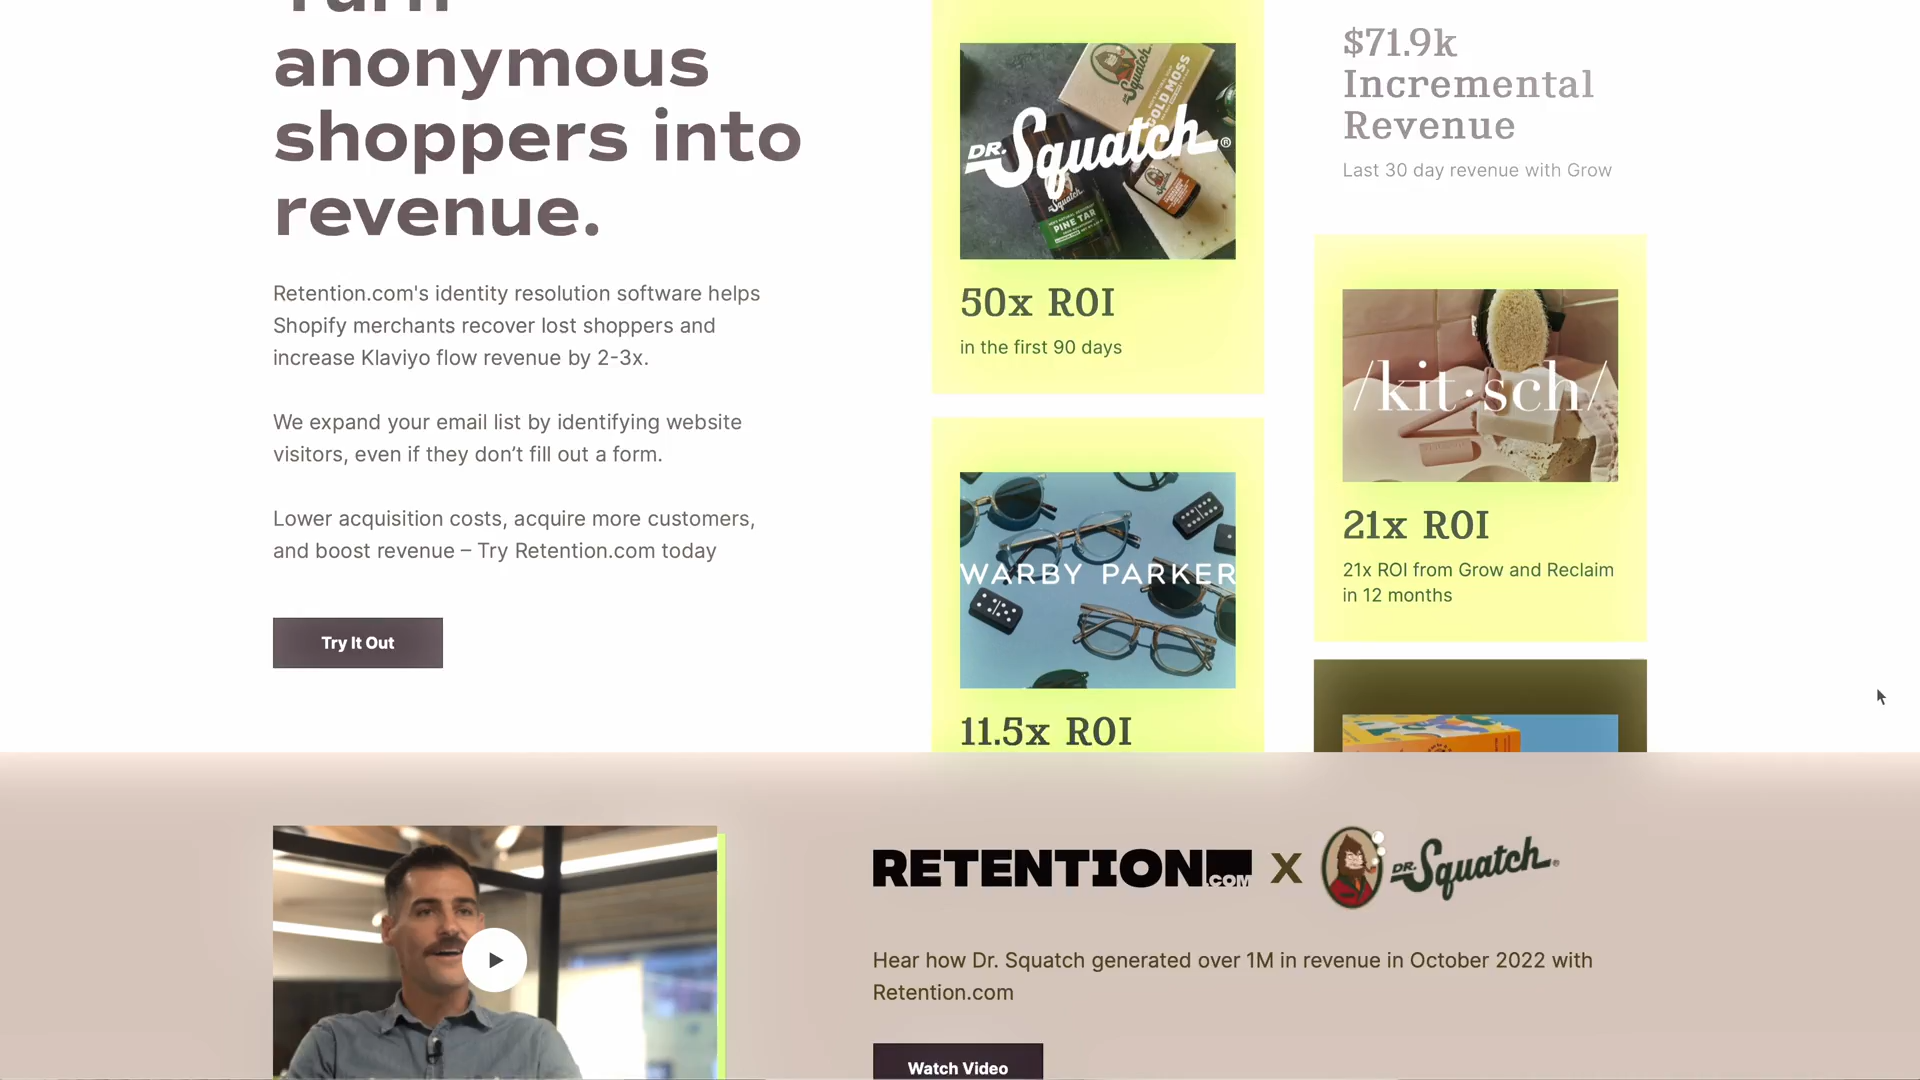 Turn
anonymous
shoppers into
revenue.
Retention.com's identity resolution software helps
Shopify merchants recover lost shoppers and
increase Klaviyo flow revenue by 2-3x.
We expand your email list by identifying website
visitors, even if they don’t fill out a form.
Lower acquisition costs, acquire more customers,
and boost revenue – Try Retention.com today
Try It Out
Squatch
GOLD MOSS
DR. Squatch®
Squatch
PINE TAR
50x ROI
in the first 90 days
WARBY PARKER
11.5x ROI
$71.9k
Incremental
Revenue
Last 30 day revenue with Grow
/kit·sch/
21x ROI
21x ROI from Grow and Reclaim
in 12 months
RETENTION.COM X DR. Squatch®
Hear how Dr. Squatch generated over 1M in revenue in October 2022 with
Retention.com
Watch Video